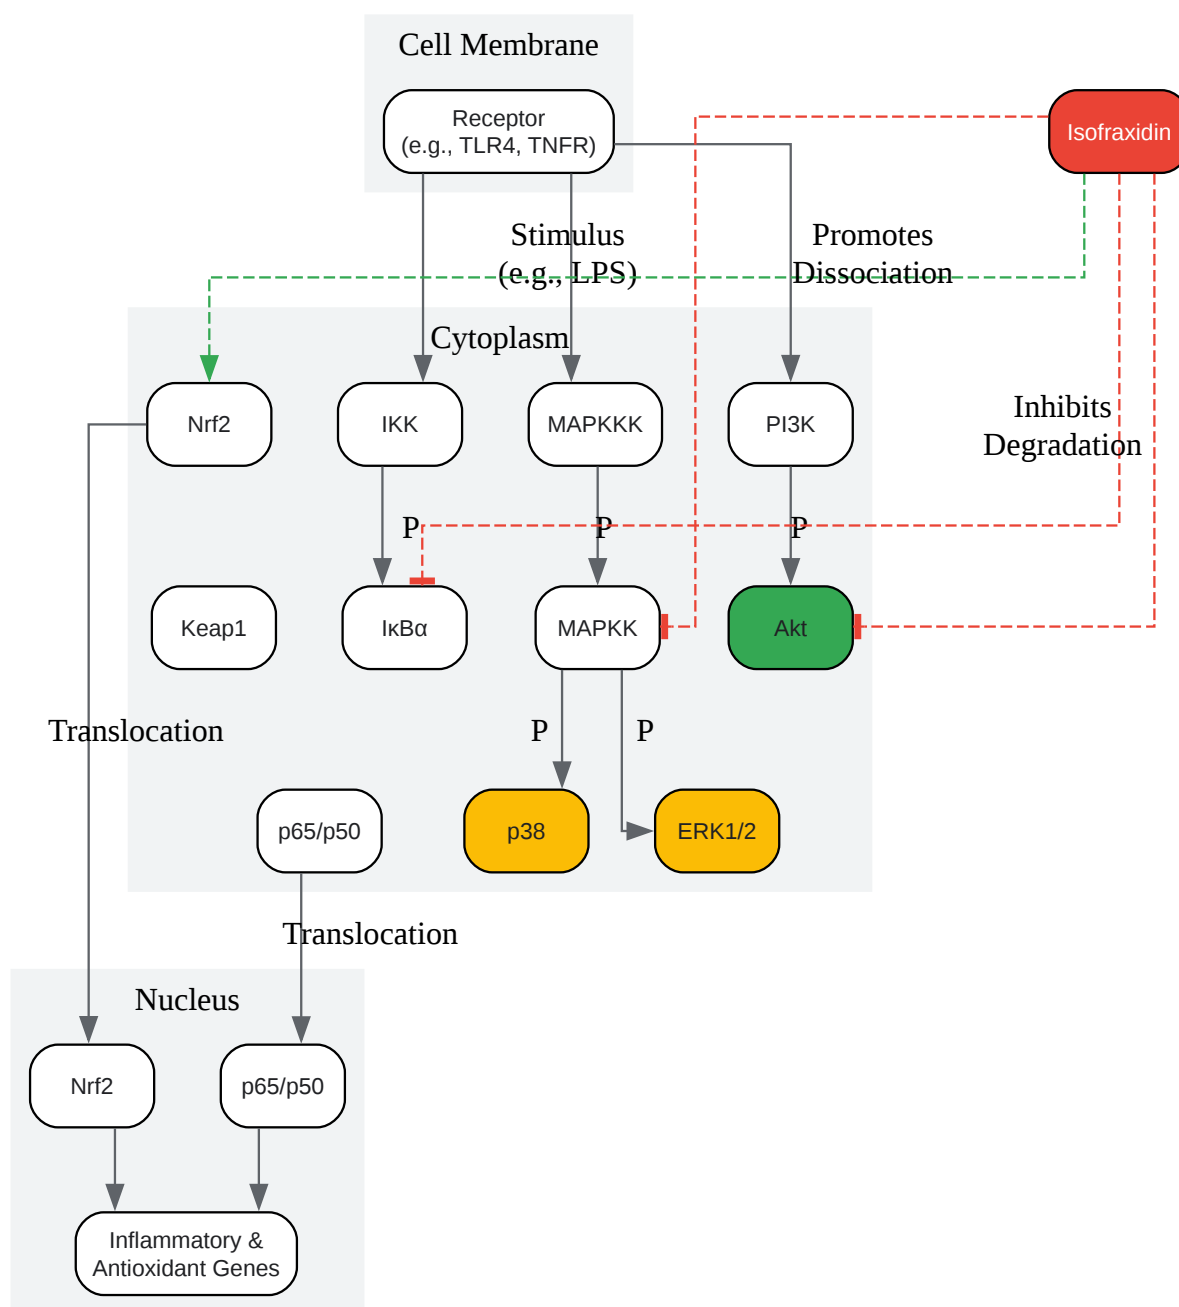 Cell Membrane
Receptor
(e.g., TLR4, TNFR)
Isofraxidin
Stimulus
(e.g., LPS)
Promotes
Dissociation
Cytoplasm
Nrf2
IKK
MAPKKK
PI3K
Inhibits
Degradation
P
P
P
Keap1
IκBα
MAPKK
Akt
Translocation
P
P
p65/p50
p38
ERK1/2
Translocation
Nucleus
Nrf2
p65/p50
Inflammatory &
Antioxidant Genes